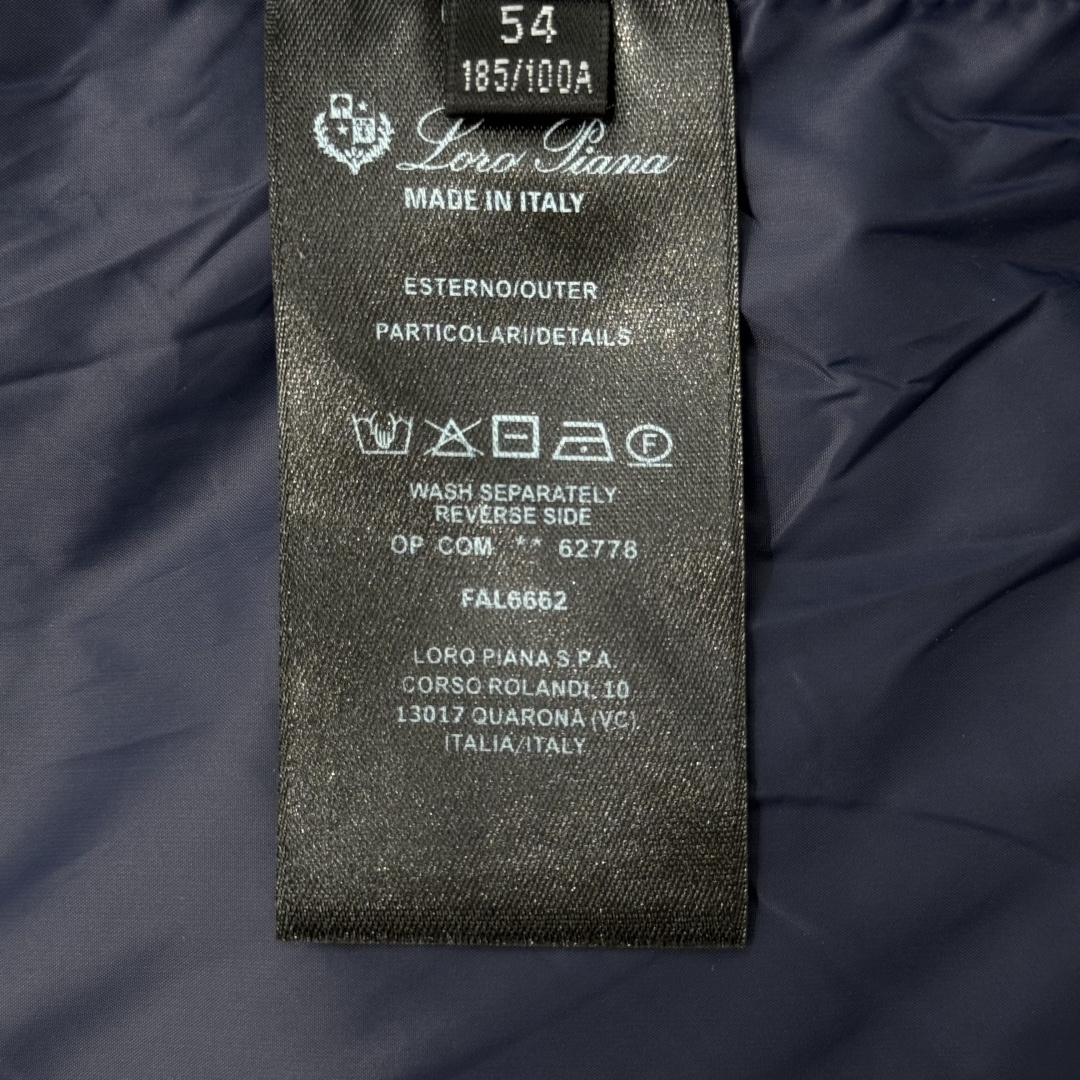 54
185/100A
Loro Piana
MADE IN ITALY
ESTERNO/OUTER
PARTICOLARI/DETAILS
F
WASH SEPARATELY
REVERSE SIDE
OP COM ** 62778
FAL6662
LORO PIANA S.P.A.
CORSO ROLANDI, 10
13017 QUARONA (VC)
ITALIA/ITALY